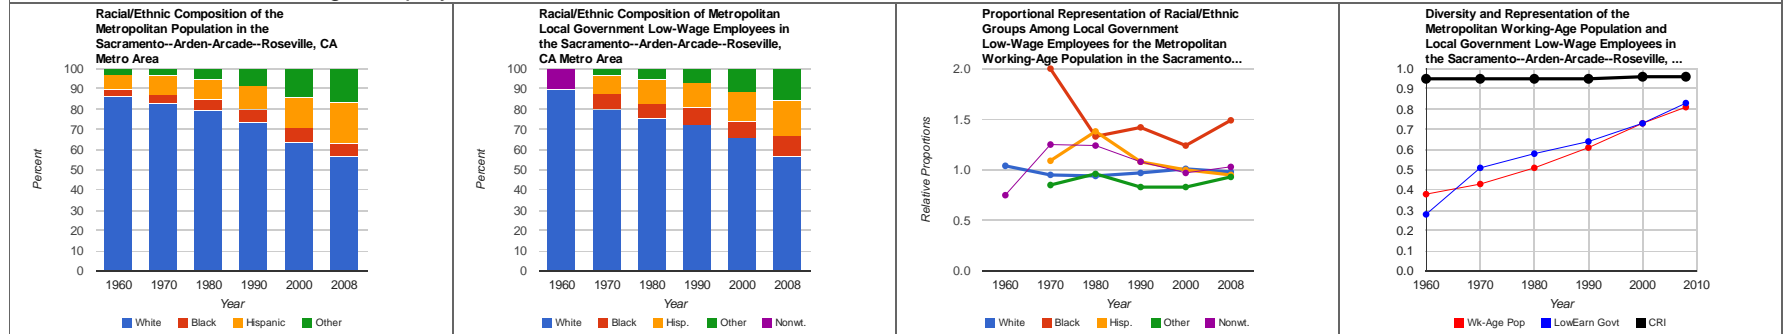 Racial/Ethnic Composition of the
Metropolitan Population in the
Sacramento--Arden-Arcade--Roseville, CA
Metro Area
100
90
80
70
60
50
40
30
20
10
0
Percent
1960 1970 1980 1990 2000 2008
Year
White Black Hispanic Other
Racial/Ethnic Composition of Metropolitan
Local Government Low-Wage Employees in
the Sacramento--Arden-Arcade--Roseville,
CA Metro Area
100
90
80
70
60
50
40
30
20
10
0
Percent
1960 1970 1980 1990 2000 2008
Year
White Black Hisp. Other Nonwt.
Proportional Representation of Racial/Ethnic
Groups Among Local Government
Low-Wage Employees for the Metropolitan
Working-Age Population in the Sacramento...
2.0
1.5
1.0
0.5
0.0
Relative Proportions
1960 1970 1980 1990 2000 2008
Year
White Black Hisp. Other Nonwt.
Diversity and Representation of the
Metropolitan Working-Age Population and
Local Government Low-Wage Employees in
the Sacramento--Arden-Arcade--Roseville, ...
1.0
0.9
0.8
0.7
0.6
0.5
0.4
0.3
0.2
0.1
0.0
1960 1970 1980 1990 2000 2010
Year
Wk-Age Pop LowEarn Govt CRI